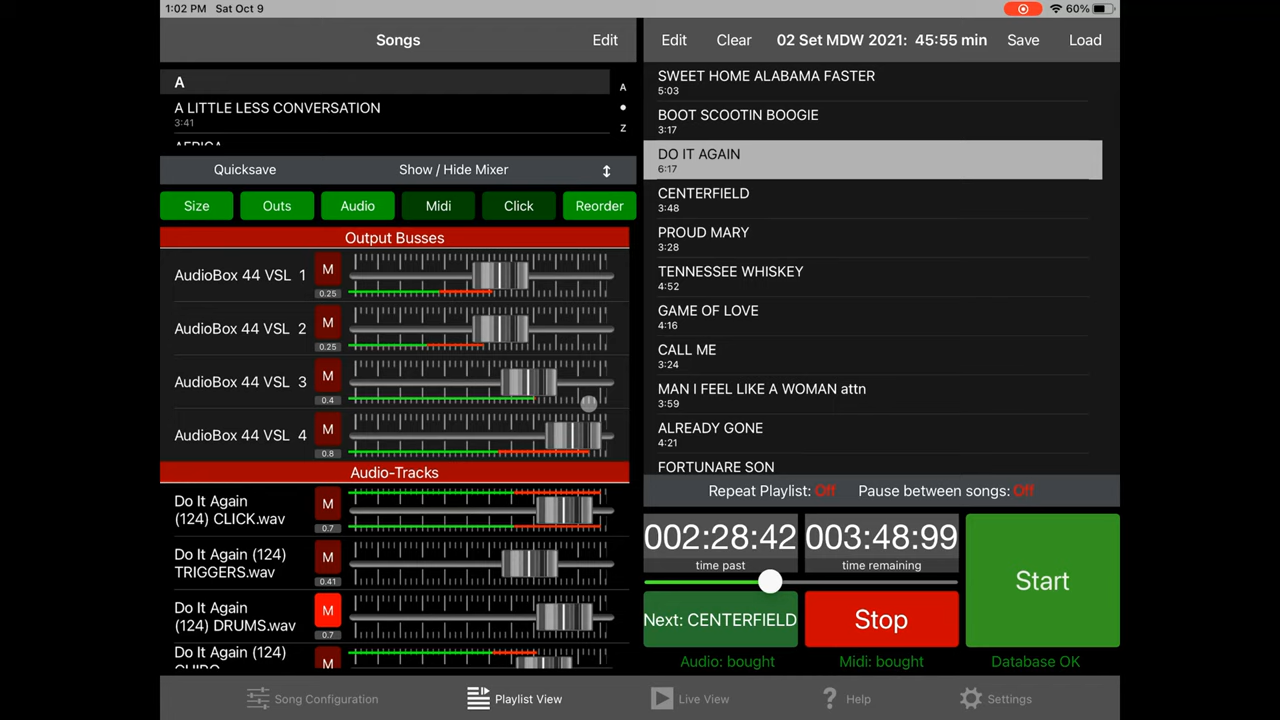 1:02 PM Sat Oct 9
60%
Songs
Edit
A
A LITTLE LESS CONVERSATION
3:41
AFRICA
A
Z
Quicksave
Show / Hide Mixer
Size
Outs
Audio
Midi
Click
Reorder
Output Busses
AudioBox 44 VSL 1
M
0.25
AudioBox 44 VSL 2
M
0.25
AudioBox 44 VSL 3
M
0.4
AudioBox 44 VSL 4
M
0.8
Audio-Tracks
Do It Again
(124) CLICK.wav
M
0.7
Do It Again (124)
TRIGGERS.wav
M
0.41
Do It Again
(124) DRUMS.wav
M
0.7
Do It Again (124)
M
Edit
Clear
02 Set MDW 2021: 45:55 min
Save
Load
SWEET HOME ALABAMA FASTER
5:03
BOOT SCOOTIN BOOGIE
3:17
DO IT AGAIN
6:17
CENTERFIELD
3:48
PROUD MARY
3:28
TENNESSEE WHISKEY
4:52
GAME OF LOVE
4:16
CALL ME
3:24
MAN I FEEL LIKE A WOMAN attn
3:59
ALREADY GONE
4:21
FORTUNARE SON
Repeat Playlist: Off
Pause between songs: Off
002:28:42
time past
003:48:99
time remaining
Start
Next: CENTERFIELD
Stop
Audio: bought
Midi: bought
Database OK
Song Configuration
Playlist View
Live View
? Help
Settings